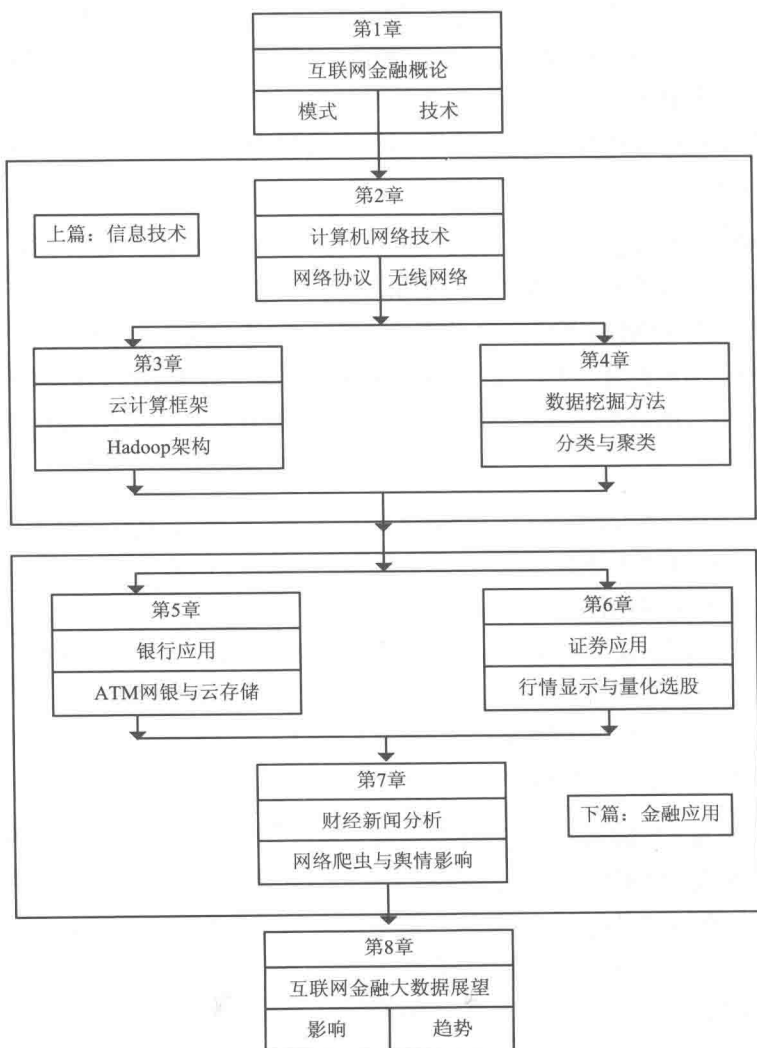 第1章
互联网金融概论
模式 技术
第2章
上篇：信息技术
计算机网络技术
网络协议 无线网络
第3章
云计算框架
Hadoop架构
第4章
数据挖掘方法
分类与聚类
第5章
银行应用
ATM网银与云存储
第6章
证券应用
行情显示与量化选股
第7章
财经新闻分析
网络爬虫与舆情影响
下篇：金融应用
第8章
互联网金融大数据展望
影响 趋势